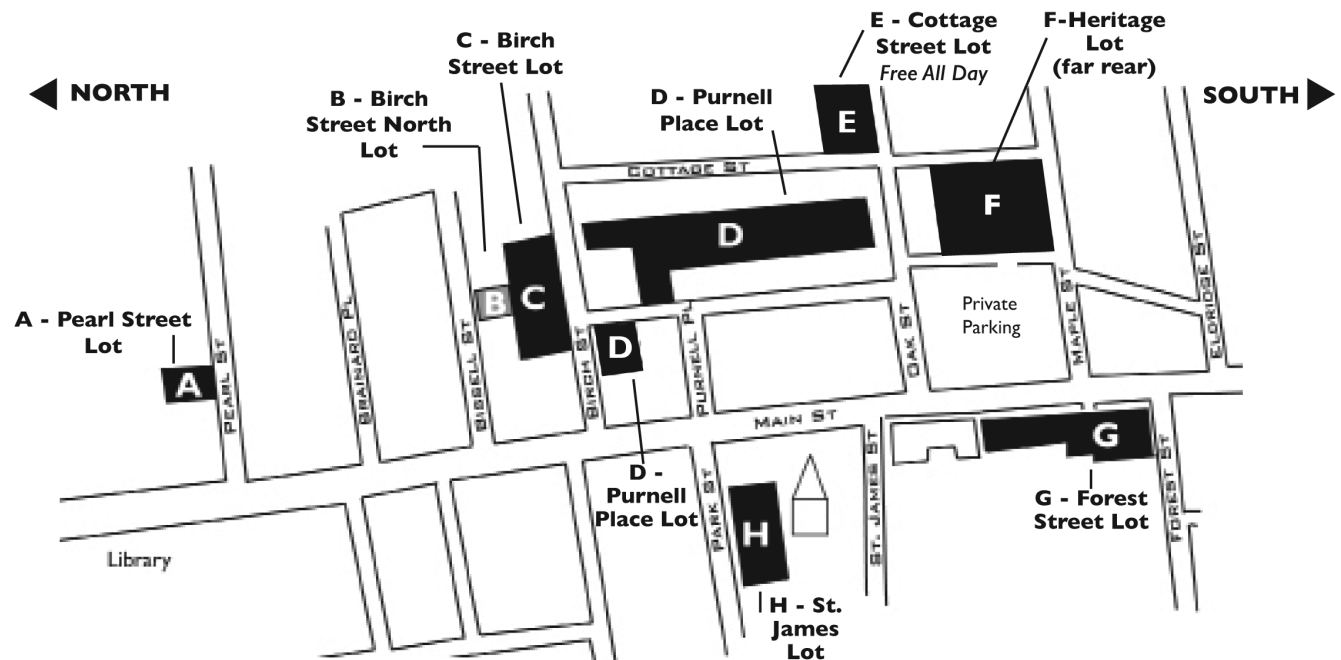 E - Cottage
Street Lot
Free All Day
F-Heritage
Lot
(far rear)
C - Birch
Street Lot
NORTH
SOUTH
B - Birch
Street North
Lot
D - Purnell
Place Lot
E
COTTAGE ST
F
D
B
C
ELDRIDGE ST
A - Pearl Street
Lot
Private
Parking
MAPLE ST
OAK ST
PURNELL PL
D
BIRCH ST
BISSELL ST
BRAINARD PL
PEARL ST
A
MAIN ST
G
D -
Purnell
Place Lot
PARK ST
H
ST. JAMES ST
G - Forest
Street Lot
FOREST ST
Library
H - St.
James
Lot